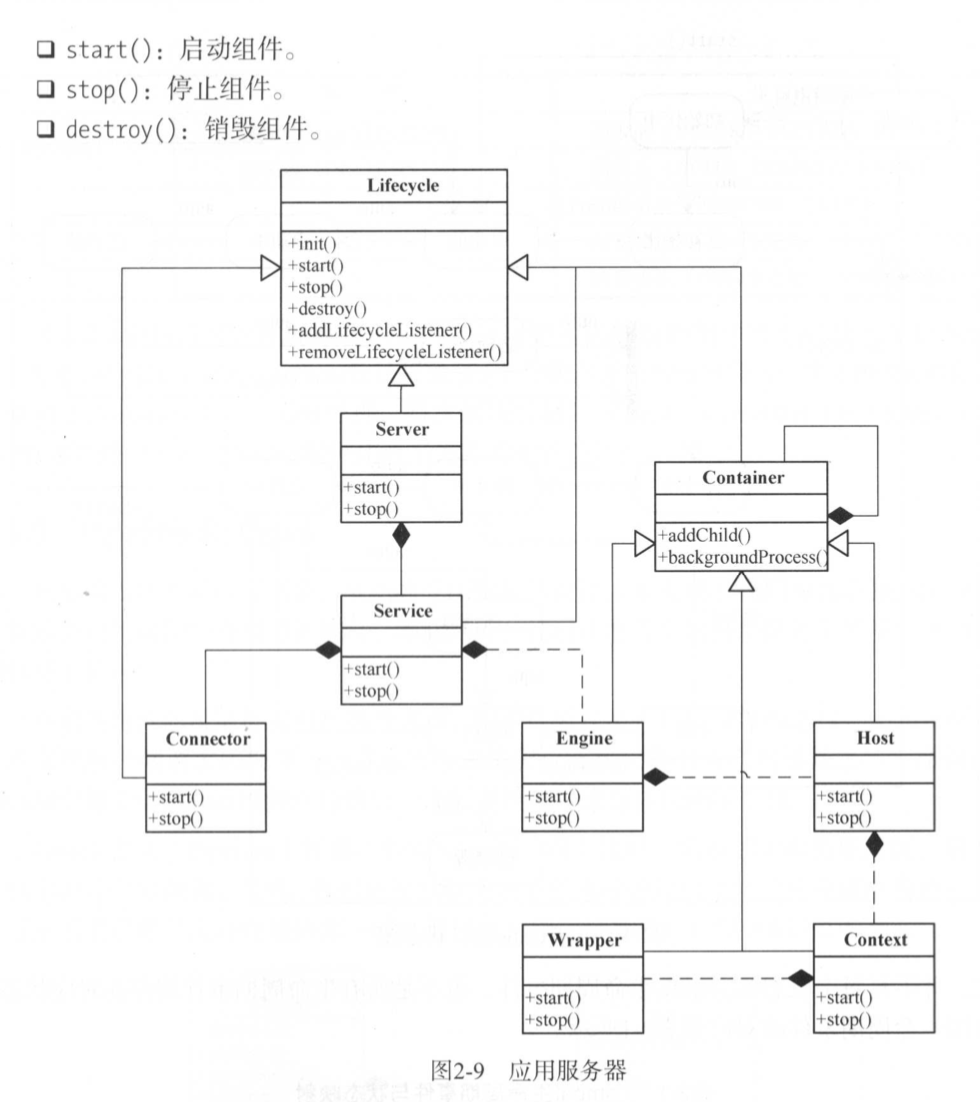 ❑ start()：启动组件。
❑ stop()：停止组件。
❑ destroy()：销毁组件。
Lifecycle
+init()
+start()
+stop()
+destroy()
+addLifecycleListener()
+removeLifecycleListener()
Server
+start()
+stop()
Container
+addChild()
+backgroundProcess()
Service
+start()
+stop()
Connector
+start()
+stop()
Engine
+start()
+stop()
Host
+start()
+stop()
Wrapper
+start()
+stop()
Context
+start()
+stop()
图2-9 应用服务器